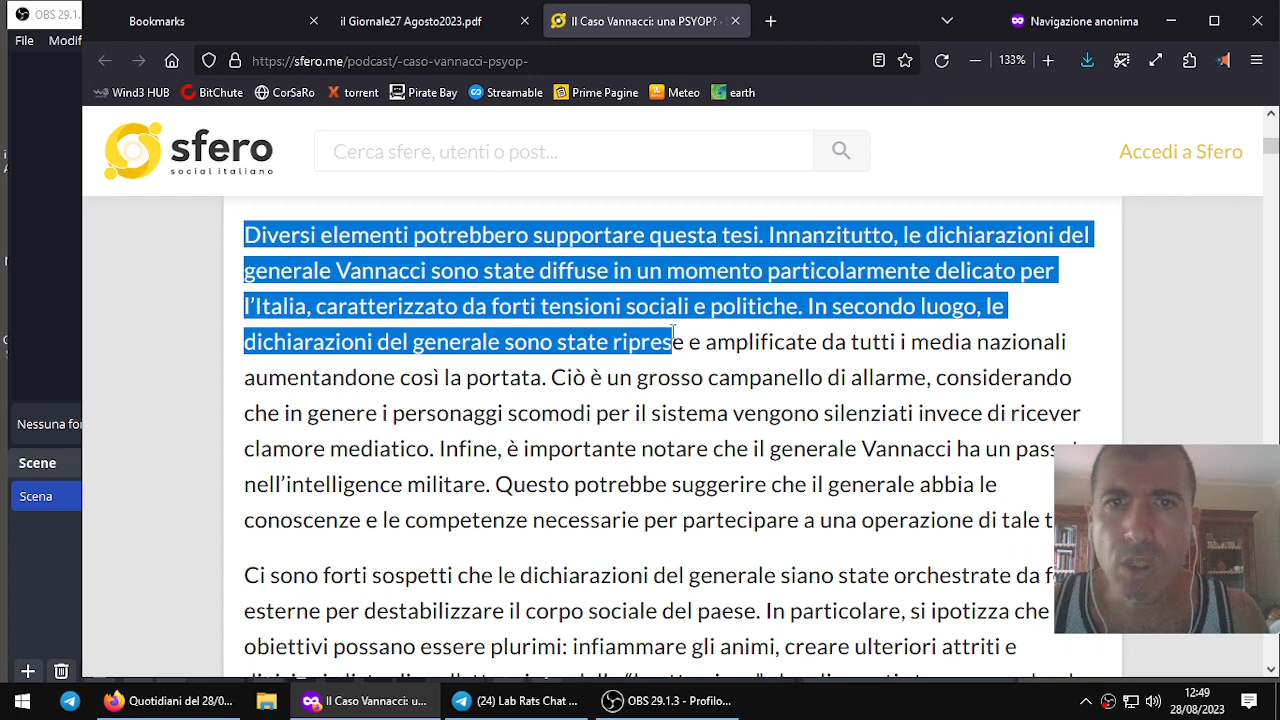 OBS 29.1.
File Modif
Bookmarks
il Giornale27 Agosto2023.pdf
Il Caso Vannacci: una PSYOP? -
Navigazione anonima
https://sfero.me/podcast/-caso-vannacci-psyop-
133%
Wind3 HUB BitChute CorSaRo torrent Pirate Bay Streamable Prime Pagine Meteo earth
sfero
social italiano
Cerca sfere, utenti o post...
Accedi a Sfero
Diversi elementi potrebbero supportare questa tesi. Innanzitutto, le dichiarazioni del
generale Vannacci sono state diffuse in un momento particolarmente delicato per
l'Italia, caratterizzato da forti tensioni sociali e politiche. In secondo luogo, le
dichiarazioni del generale sono state riprese e amplificate da tutti i media nazionali
aumentandone così la portata. Ciò è un grosso campanello di allarme, considerando
che in genere i personaggi scomodi per il sistema vengono silenziati invece di ricever
clamore mediatico. Infine, è importante notare che il generale Vannacci ha un pass
nell'intelligence militare. Questo potrebbe suggerire che il generale abbia le
conoscenze e le competenze necessarie per partecipare a una operazione di tale t
Ci sono forti sospetti che le dichiarazioni del generale siano state orchestrate da f
esterne per destabilizzare il corpo sociale del paese. In particolare, si ipotizza che
obiettivi possano essere plurimi: infiammare gli animi, creare ulteriori attriti e
Nessuna fon
Scene
Scena
Quotidiani del 28/0...
Il Caso Vannacci: u...
(24) Lab Rats Chat ...
OBS 29.1.3 - Profilo...
12:49
28/08/2023